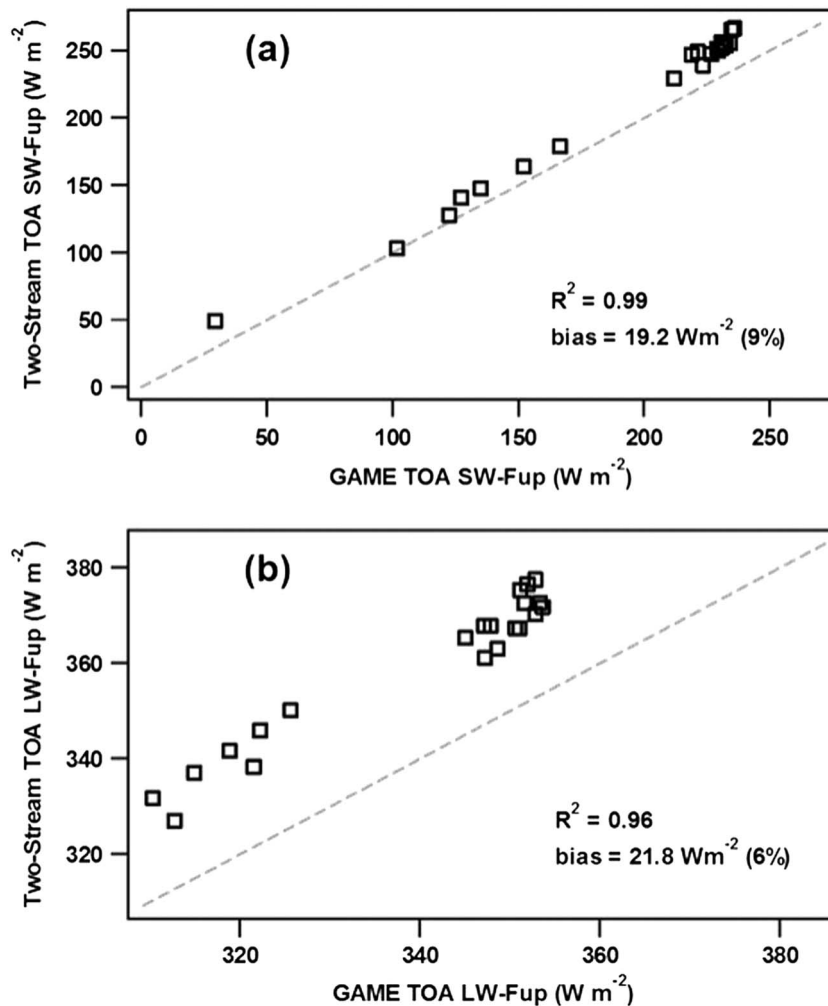 (a)
Two-Stream TOA SW-Fup (W m-2)
250
200
150
100
50
0
R2 = 0.99
bias = 19.2 Wm-2 (9%)
0 50 100 150 200 250
GAME TOA SW-Fup (W m-2)
(b)
Two-Stream TOA LW-Fup (W m-2)
380
360
340
320
R2 = 0.96
bias = 21.8 Wm-2 (6%)
320 340 360 380
GAME TOA LW-Fup (W m-2)